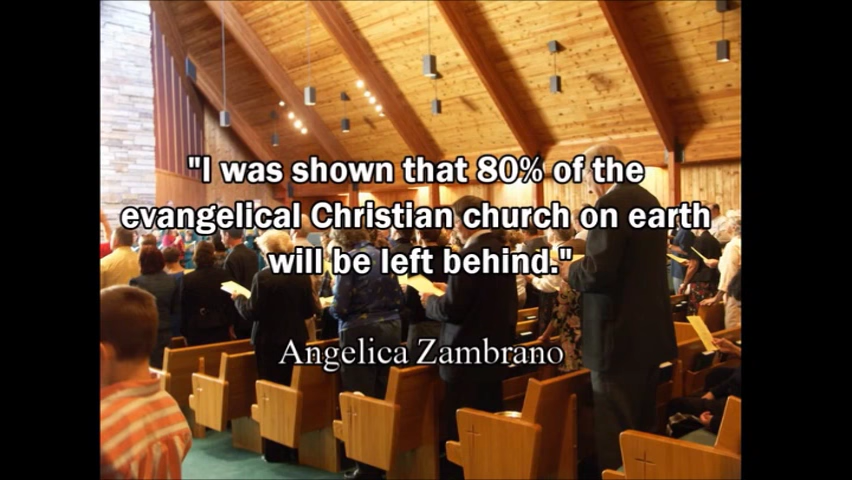 "I was shown that 80% of the
evangelical Christian church on earth
will be left behind."
Angelica Zambrano